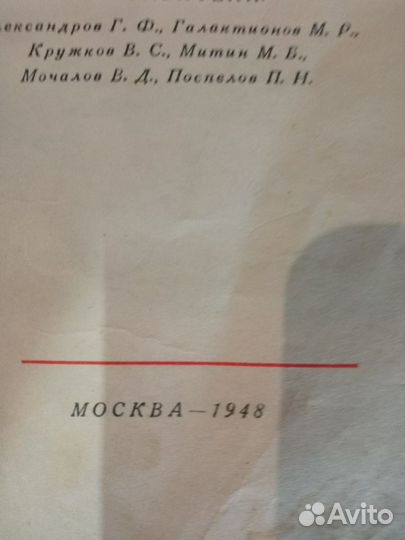 лександров Г. Ф., Галактионов М. Р.,
Кружков В. С., Митин М. Б.,
Мочалов В. Д., Поспелов П. Н.
МОСКВА — 1948
Avito